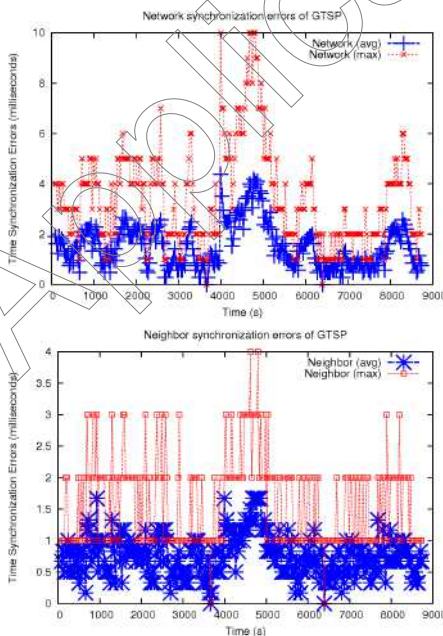 Network synchronization errors of GTSP
10
8
6
4
2
0
Time Synchronization Errors (milliseconds)
Network (avg)
Network (max)
0 1000 2000 3000 4000 5000 6000 7000 8000 9000
Time (s)
Neighbor synchronization errors of GTSP
4
3.5
3
2.5
2
1.5
1
0.5
0
Time Synchronization Errors (milliseconds)
Neighbor (avg)
Neighbor (max)
0 1000 2000 3000 4000 5000 6000 7000 8000 9000
Time (s)